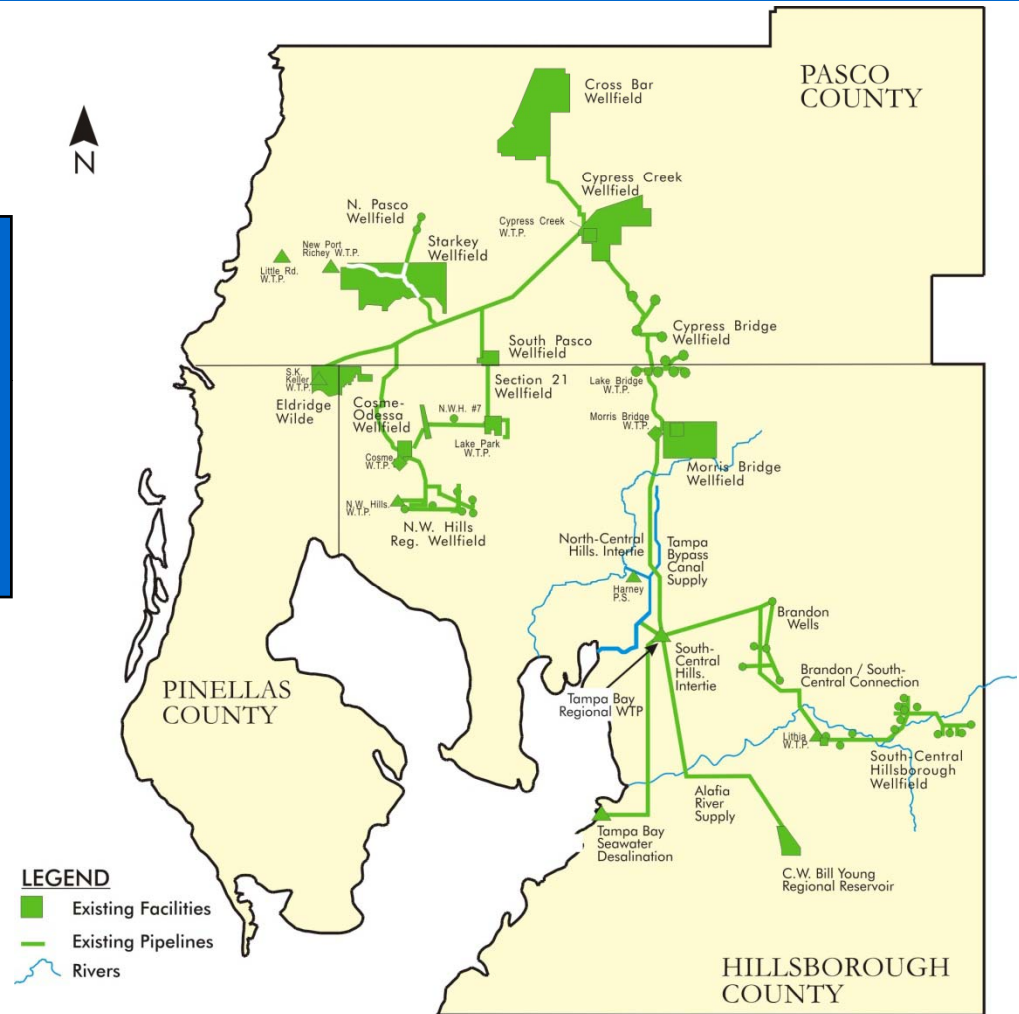 PASCO
COUNTY
N
Cross Bar
Wellfield
Cypress Creek
Wellfield
Cypress Creek
W.T.P.
N. Pasco
Wellfield
New Port
Richey W.T.P.
Starkey
Wellfield
Little Rd.
W.T.P.
Cypress Bridge
Wellfield
South Pasco
Wellfield
S.K.
Keller
W.T.P.
Eldridge
Wilde
Cosme-
Odessa
Wellfield
Section 21
Wellfield
Lake Bridge
W.T.P.
N.W.H. #7
Lake Park
W.T.P.
Morris Bridge
W.T.P.
Morris Bridge
Wellfield
Cosme
W.T.P.
N.W. Hills.
W.T.P.
N.W. Hills
Reg. Wellfield
North-Central
Hills. Intertie
Tampa
Bypass
Canal
Supply
Harney
P.S.
Brandon
Wells
South-
Central
Hills.
Intertie
Brandon / South-
Central Connection
PINELLAS
COUNTY
Tampa Bay
Regional WTP
Lithia
W.T.P.
South-Central
Hillsborough
Wellfield
Alafia
River
Supply
Tampa Bay
Seawater
Desalination
C.W. Bill Young
Regional Reservoir
LEGEND
Existing Facilities
Existing Pipelines
Rivers
HILLSBOROUGH
COUNTY